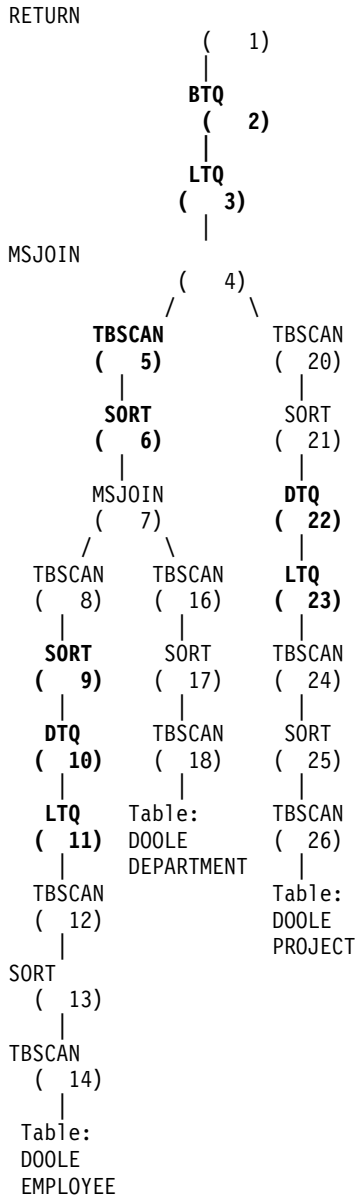 RETURN
( 1)
|
BTQ
( 2)
|
LTQ
( 3)
|
MSJOIN
( 4)
/ \
TBSCAN TBSCAN
( 5) ( 20)
| |
SORT SORT
( 6) ( 21)
| |
MSJOIN DTQ
( 7) ( 22)
/ \ |
TBSCAN TBSCAN LTQ
( 8) ( 16) ( 23)
| | |
SORT SORT TBSCAN
( 9) ( 17) ( 24)
| | |
DTQ TBSCAN SORT
( 10) ( 18) ( 25)
| | |
LTQ Table: TBSCAN
( 11) DOOLE ( 26)
| DEPARTMENT |
TBSCAN Table:
( 12) DOOLE
| PROJECT
SORT
( 13)
|
TBSCAN
( 14)
|
Table:
DOOLE
EMPLOYEE